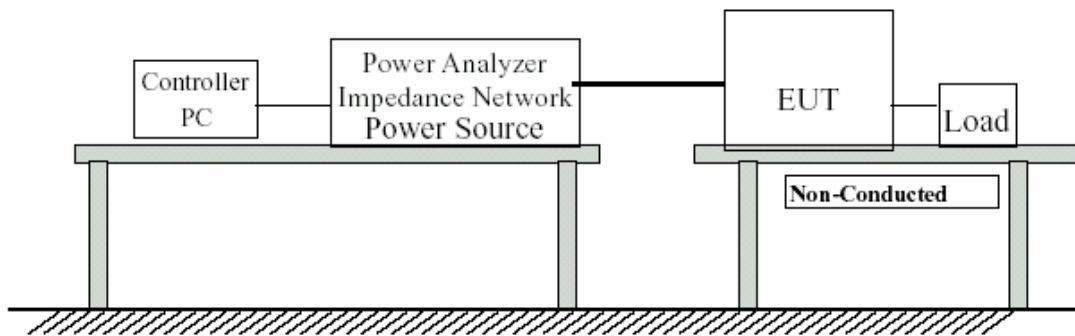 Controller
PC
Power Analyzer
Impedance Network
Power Source
EUT
Load
Non-Conducted